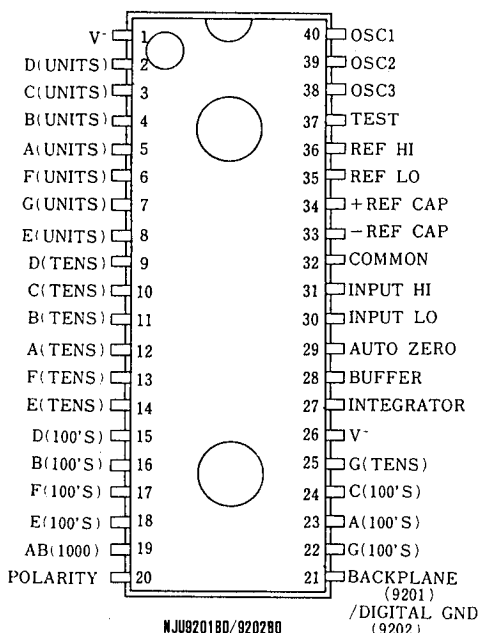 V- 1 40 OSC1
D(UNITS) 2 39 OSC2
C(UNITS) 3 38 OSC3
B(UNITS) 4 37 TEST
A(UNITS) 5 36 REF HI
F(UNITS) 6 35 REF LO
G(UNITS) 7 34 +REF CAP
E(UNITS) 8 33 −REF CAP
D(TENS) 9 32 COMMON
C(TENS) 10 31 INPUT HI
B(TENS) 11 30 INPUT LO
A(TENS) 12 29 AUTO ZERO
F(TENS) 13 28 BUFFER
E(TENS) 14 27 INTEGRATOR
D(100'S) 15 26 V-
B(100'S) 16 25 G(TENS)
F(100'S) 17 24 C(100'S)
E(100'S) 18 23 A(100'S)
AB(1000) 19 22 G(100'S)
POLARITY 20 21 BACKPLANE
(9201)
/DIGITAL GND
(9202)
NJU9201BD/9202BD